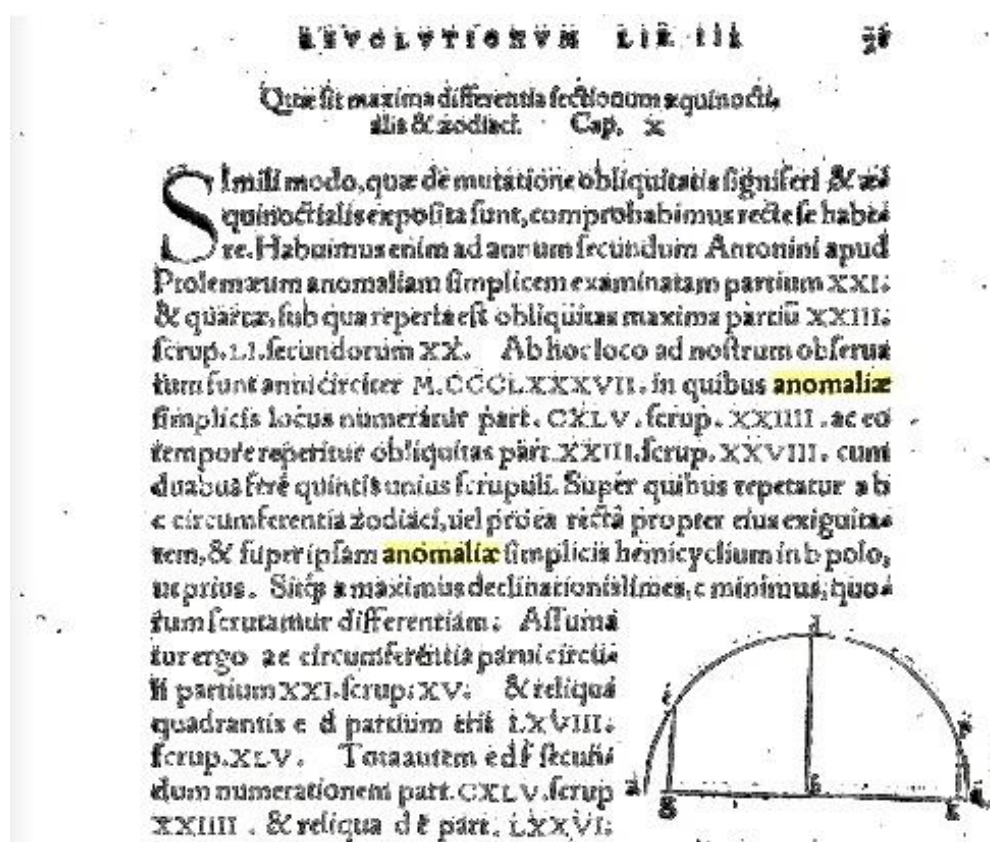 REVOLVTIONVM LIB. III.
Quæ sit maxima differentia sectionum æquinocti,
alis & zodiaci. Cap. X
SImili modo, quæ de mutatione obliquitatis signiferi & æ
quinoctialis exposita sunt, comprobabimus recte se habe
re. Habuimus enim ad annum secundum Antonini apud
Ptolemæum anomaliam simplicem examinatam partium XXI.
& quartæ, sub qua reperta est obliquitas maxima partiū XXIII.
scrup. LI. secundorum XX. Ab hoc loco ad nostrum obserua
tum sunt anni circiter M.CCCLXXXVII. in quibus anomaliæ
simplicis locus numeratur part. CXLV. scrup. XXIIII. ac eo
tempore reperitur obliquitas part. XXIII. scrup. XXVIII. cum
duabus ferè quintis unius scrupuli. Super quibus repetatur a b
c circumferentia zodiaci, uel pro ea recta propter eius exiguita
tem, & super ipsam anomaliæ simplicis hemicyclium in b polo,
ut prius. Sitq; a maximus declinationis limes, c minimus, quo
rum scrutamur differentiam. Assuma
tur ergo ae circumferentia parui circu
li partium XXI. scrup. XV. & reliqua
quadrantis e d partium erit LXVIII.
scrup. XLV. Tota autem edf secun
dum numerationem part. CXLV. scrup
XXIIII. & reliqua d f part. LXXVI.